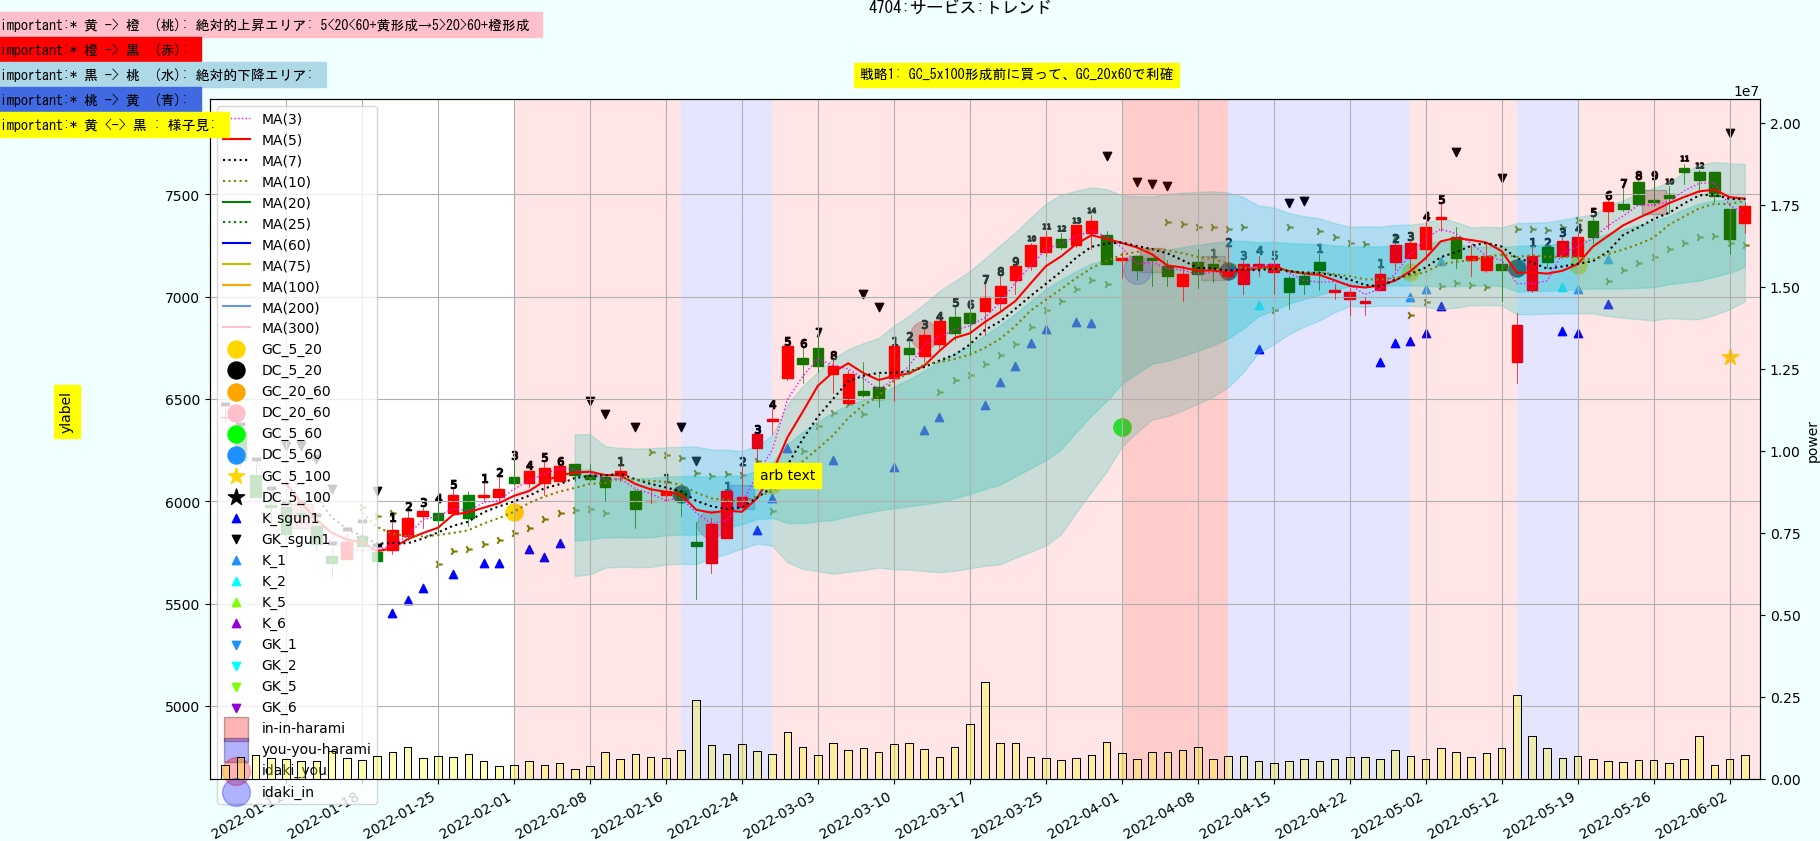 4704:サービス:トレンド
important:* 黄 -> 橙 (桃): 絶対的上昇エリア: 5<20<60+黄形成→5>20>60+橙形成
important:* 橙 -> 黒 (赤):
important:* 黒 -> 桃 (水): 絶対的下降エリア:
戦略1: GC_5x100形成前に買って、GC_20x60で利確
important:* 桃 -> 黄 (青):
important:* 黄 <-> 黒 : 様子見:
1e7
MA(3)
MA(5)
MA(7)
MA(10)
MA(20)
MA(25)
MA(60)
MA(75)
MA(100)
MA(200)
MA(300)
GC_5_20
DC_5_20
GC_20_60
DC_20_60
GC_5_60
DC_5_60
GC_5_100
DC_5_100
K_sgun1
GK_sgun1
K_1
K_2
K_5
K_6
GK_1
GK_2
GK_5
GK_6
in-in-harami
you-you-harami
idaki_you
idaki_in
7500
7000
6500
6000
5500
5000
ylabel
arb text
2.00
1.75
1.50
1.25
1.00
0.75
0.50
0.25
0.00
power
2022-01-18
2022-01-25
2022-02-01
2022-02-08
2022-02-16
2022-02-24
2022-03-03
2022-03-10
2022-03-17
2022-03-25
2022-04-01
2022-04-08
2022-04-15
2022-04-22
2022-05-02
2022-05-12
2022-05-19
2022-05-26
2022-06-02